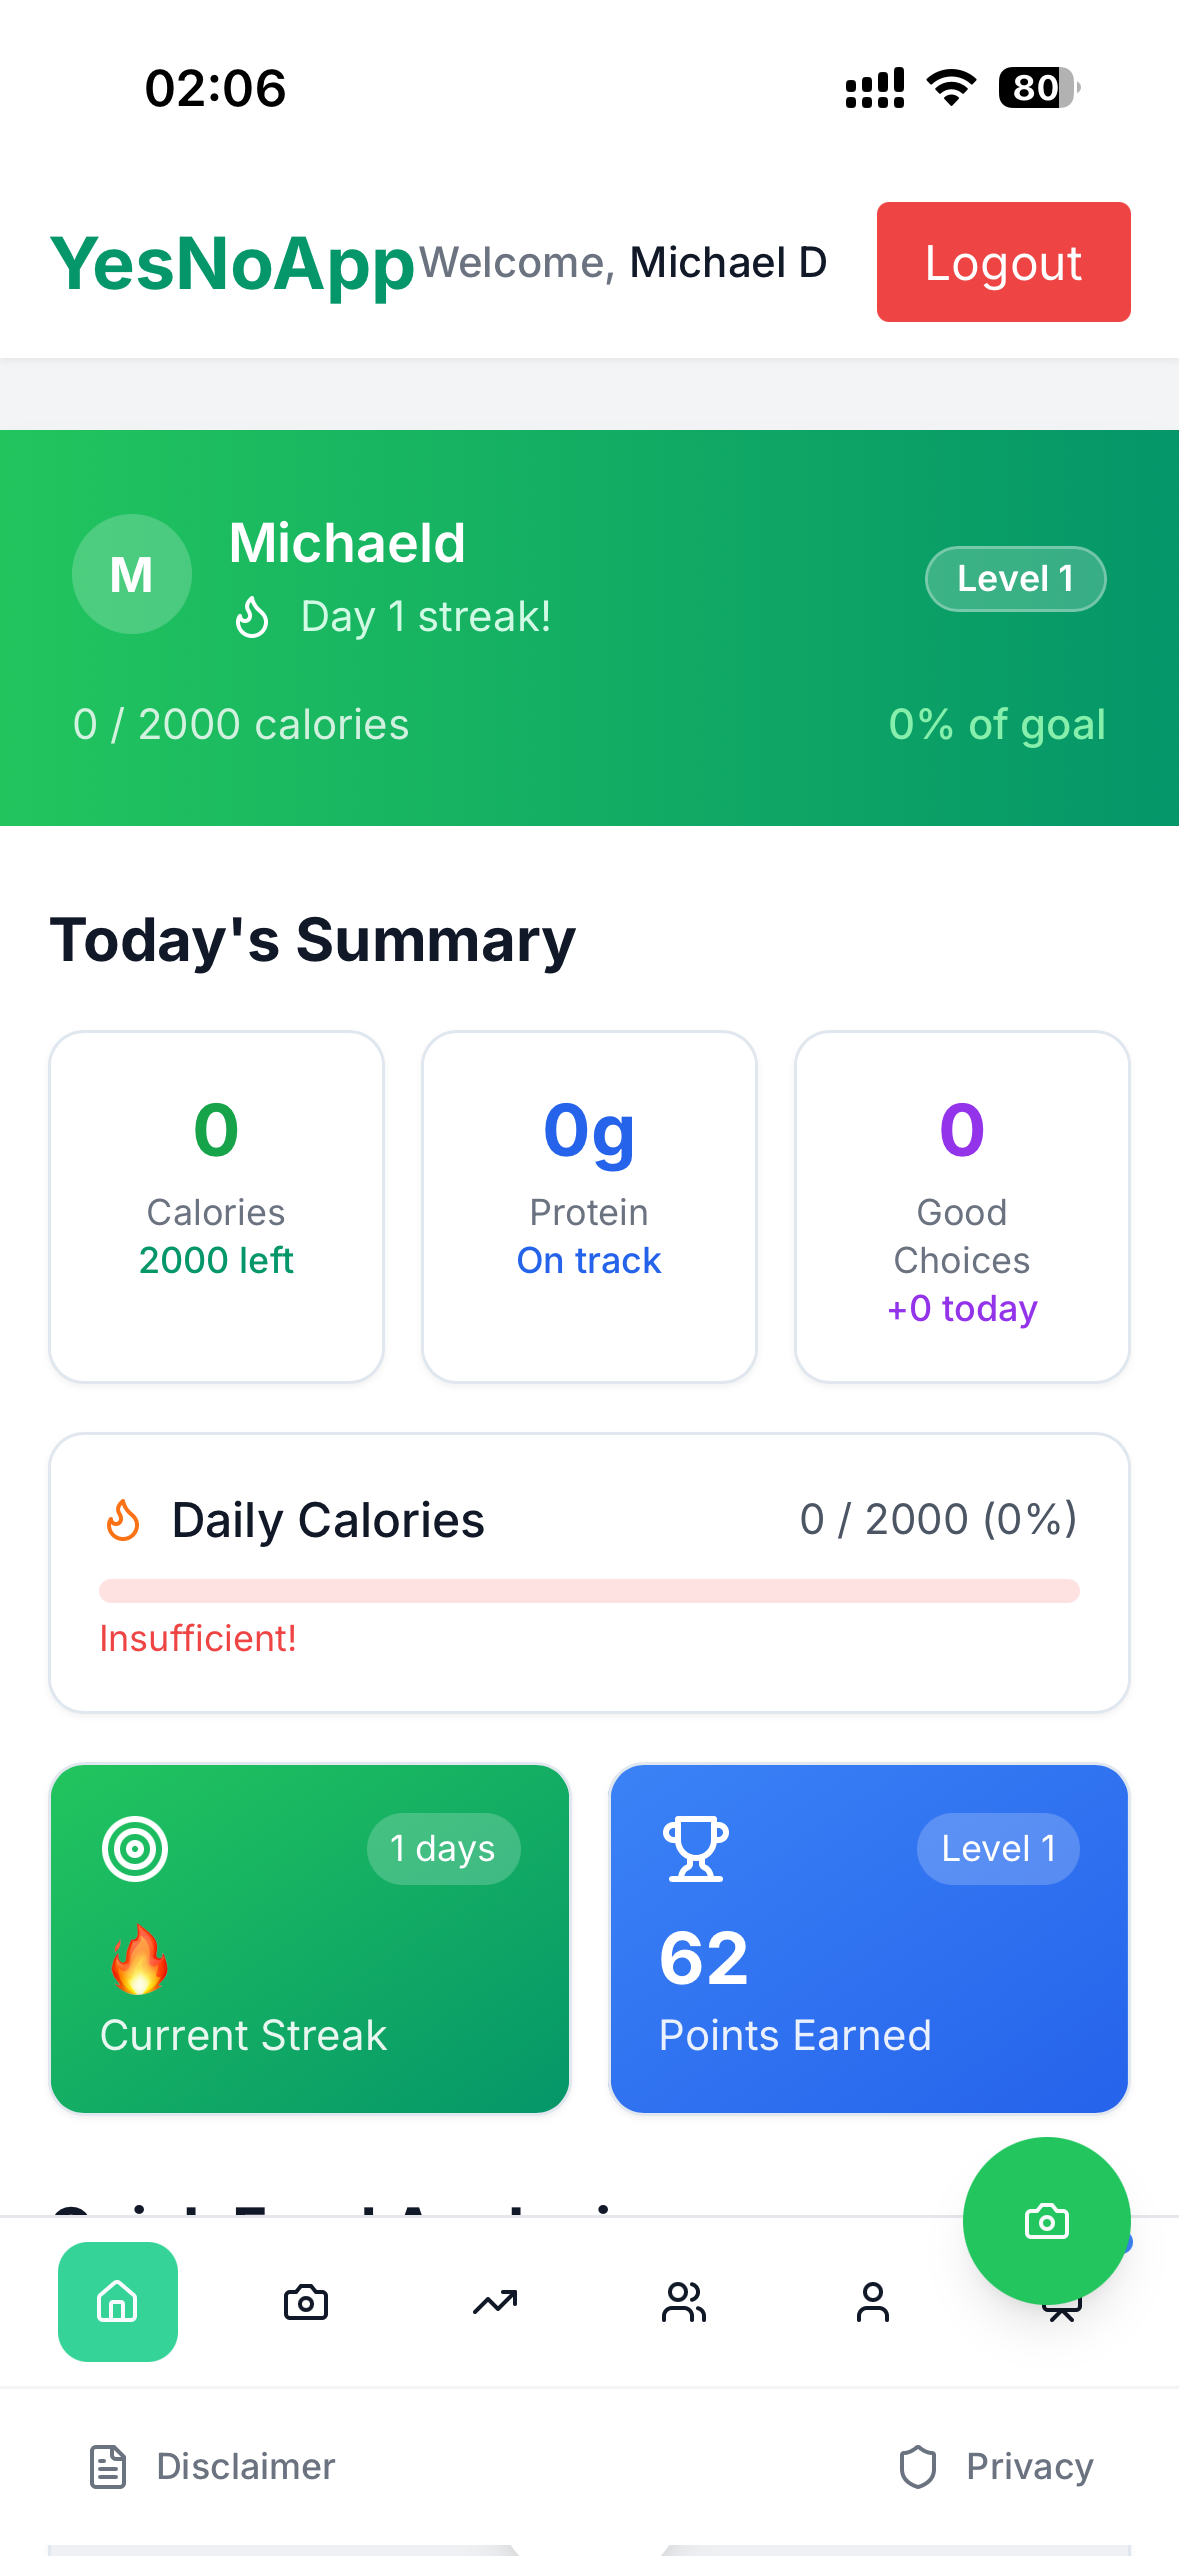 02:06
80
YesNoApp
Welcome, Michael D
Logout
M
Michaeld
Day 1 streak!
Level 1
0 / 2000 calories
0% of goal
Today's Summary
0
Calories
2000 left
0g
Protein
On track
0
Good
Choices
+0 today
Daily Calories
0 / 2000 (0%)
Insufficient!
1 days
Current Streak
Level 1
62
Points Earned
Disclaimer
Privacy